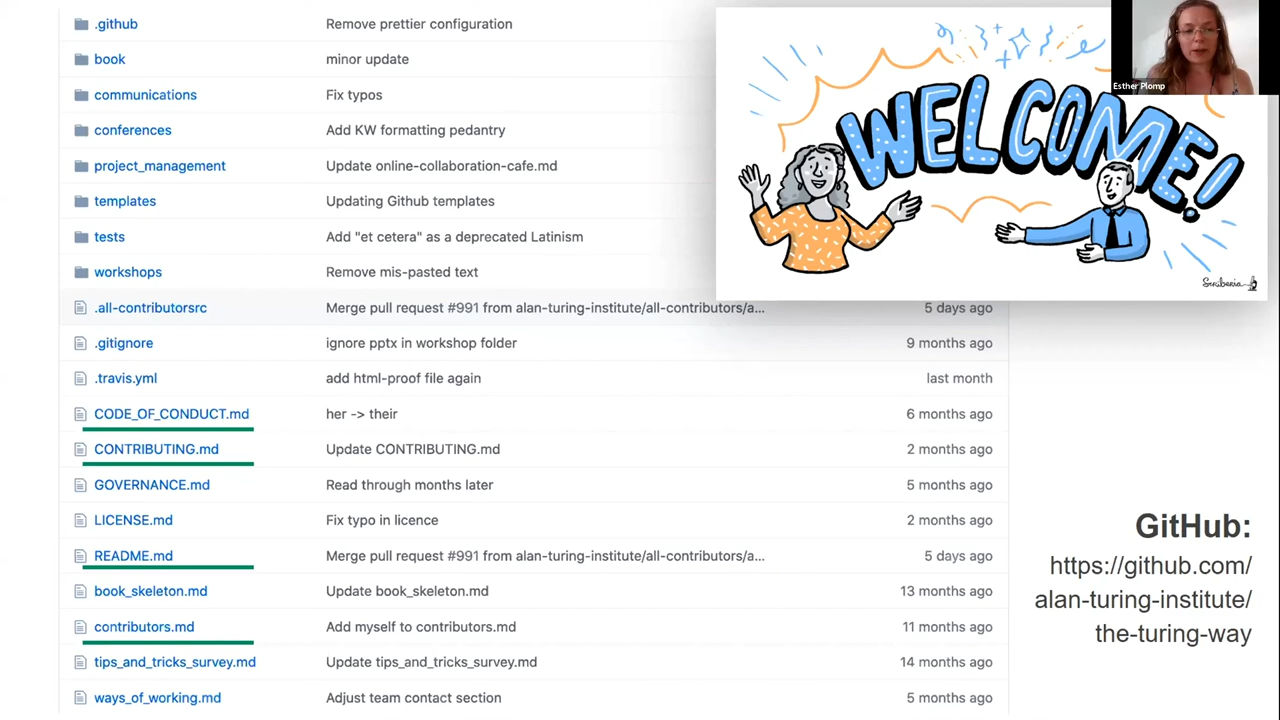 .github Remove prettier configuration
book minor update
communications Fix typos
conferences Add KW formatting pedantry
project_management Update online-collaboration-cafe.md
templates Updating Github templates
tests Add "et cetera" as a deprecated Latinism
workshops Remove mis-pasted text
.all-contributorsrc Merge pull request #991 from alan-turing-institute/all-contributors/a... 5 days ago
.gitignore ignore pptx in workshop folder 9 months ago
.travis.yml add html-proof file again last month
CODE_OF_CONDUCT.md her -> their 6 months ago
CONTRIBUTING.md Update CONTRIBUTING.md 2 months ago
GOVERNANCE.md Read through months later 5 months ago
LICENSE.md Fix typo in licence 2 months ago
README.md Merge pull request #991 from alan-turing-institute/all-contributors/a... 5 days ago
book_skeleton.md Update book_skeleton.md 13 months ago
contributors.md Add myself to contributors.md 11 months ago
tips_and_tricks_survey.md Update tips_and_tricks_survey.md 14 months ago
ways_of_working.md Adjust team contact section 5 months ago
WELCOME!
Scriberia
Esther Plomp
GitHub:
https://github.com/
alan-turing-institute/
the-turing-way